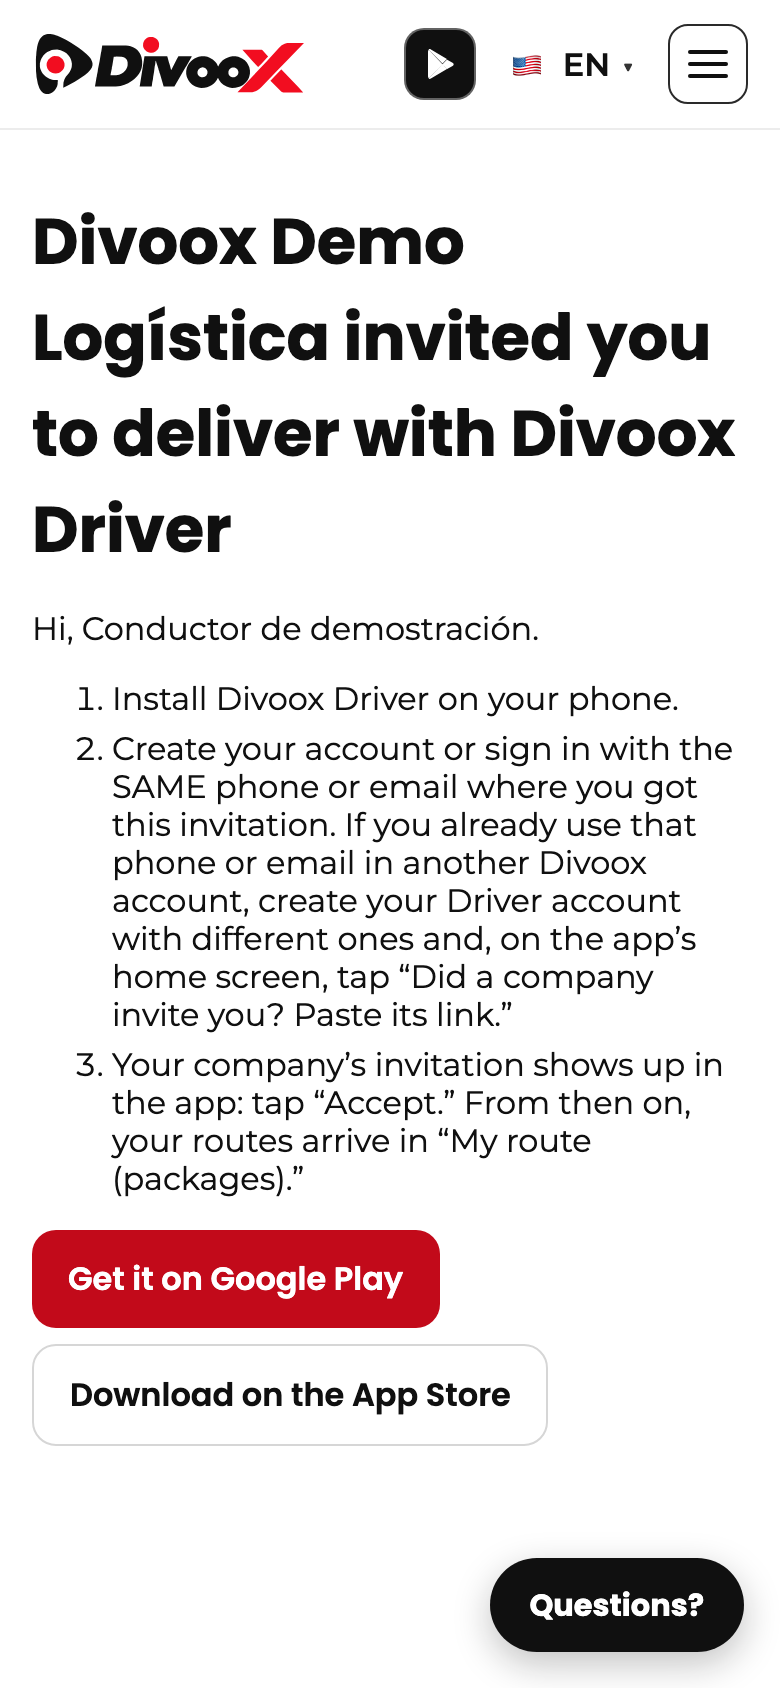 DivooX
EN
Divoox Demo
Logística invited you
to deliver with Divoox
Driver
Hi, Conductor de demostración.
1. Install Divoox Driver on your phone.
2. Create your account or sign in with the
SAME phone or email where you got
this invitation. If you already use that
phone or email in another Divoox
account, create your Driver account
with different ones and, on the app’s
home screen, tap “Did a company
invite you? Paste its link.”
3. Your company’s invitation shows up in
the app: tap “Accept.” From then on,
your routes arrive in “My route
(packages).”
Get it on Google Play
Download on the App Store
Questions?